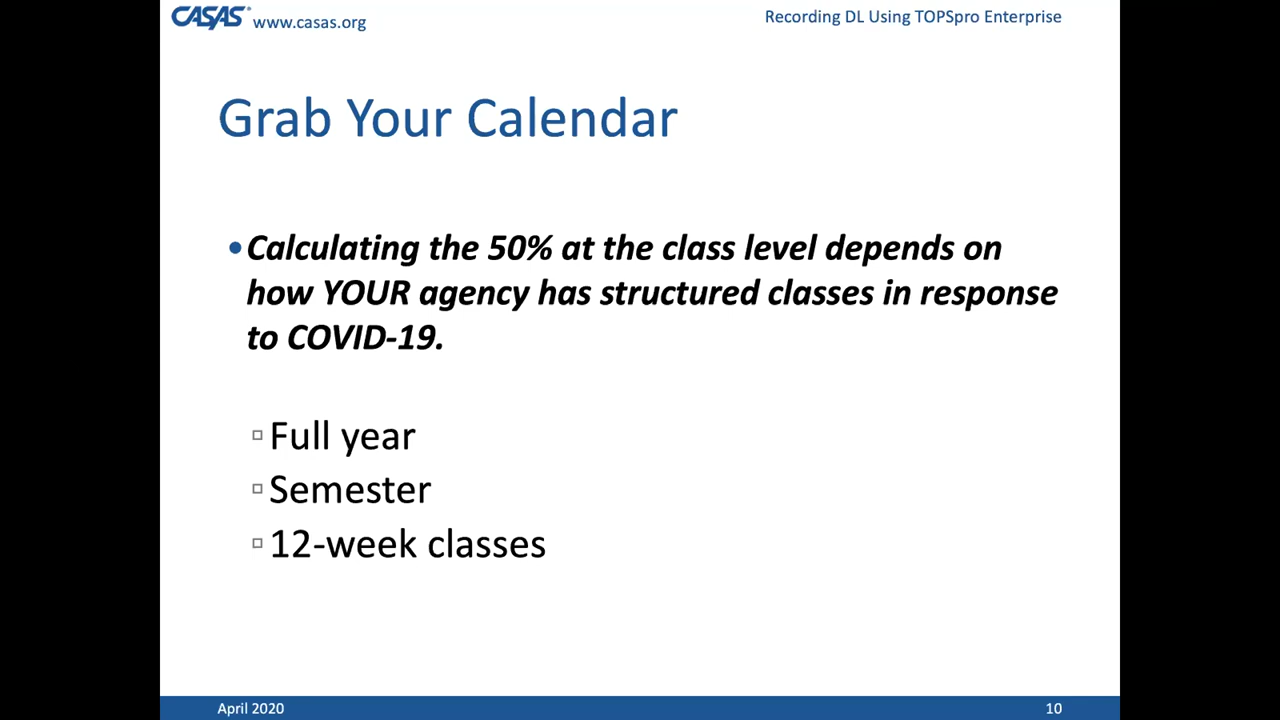 CASAS® www.casas.org
Recording DL Using TOPSpro Enterprise
Grab Your Calendar
•Calculating the 50% at the class level depends on
how YOUR agency has structured classes in response
to COVID-19.
▫Full year
▫Semester
▫12-week classes
April 2020
10